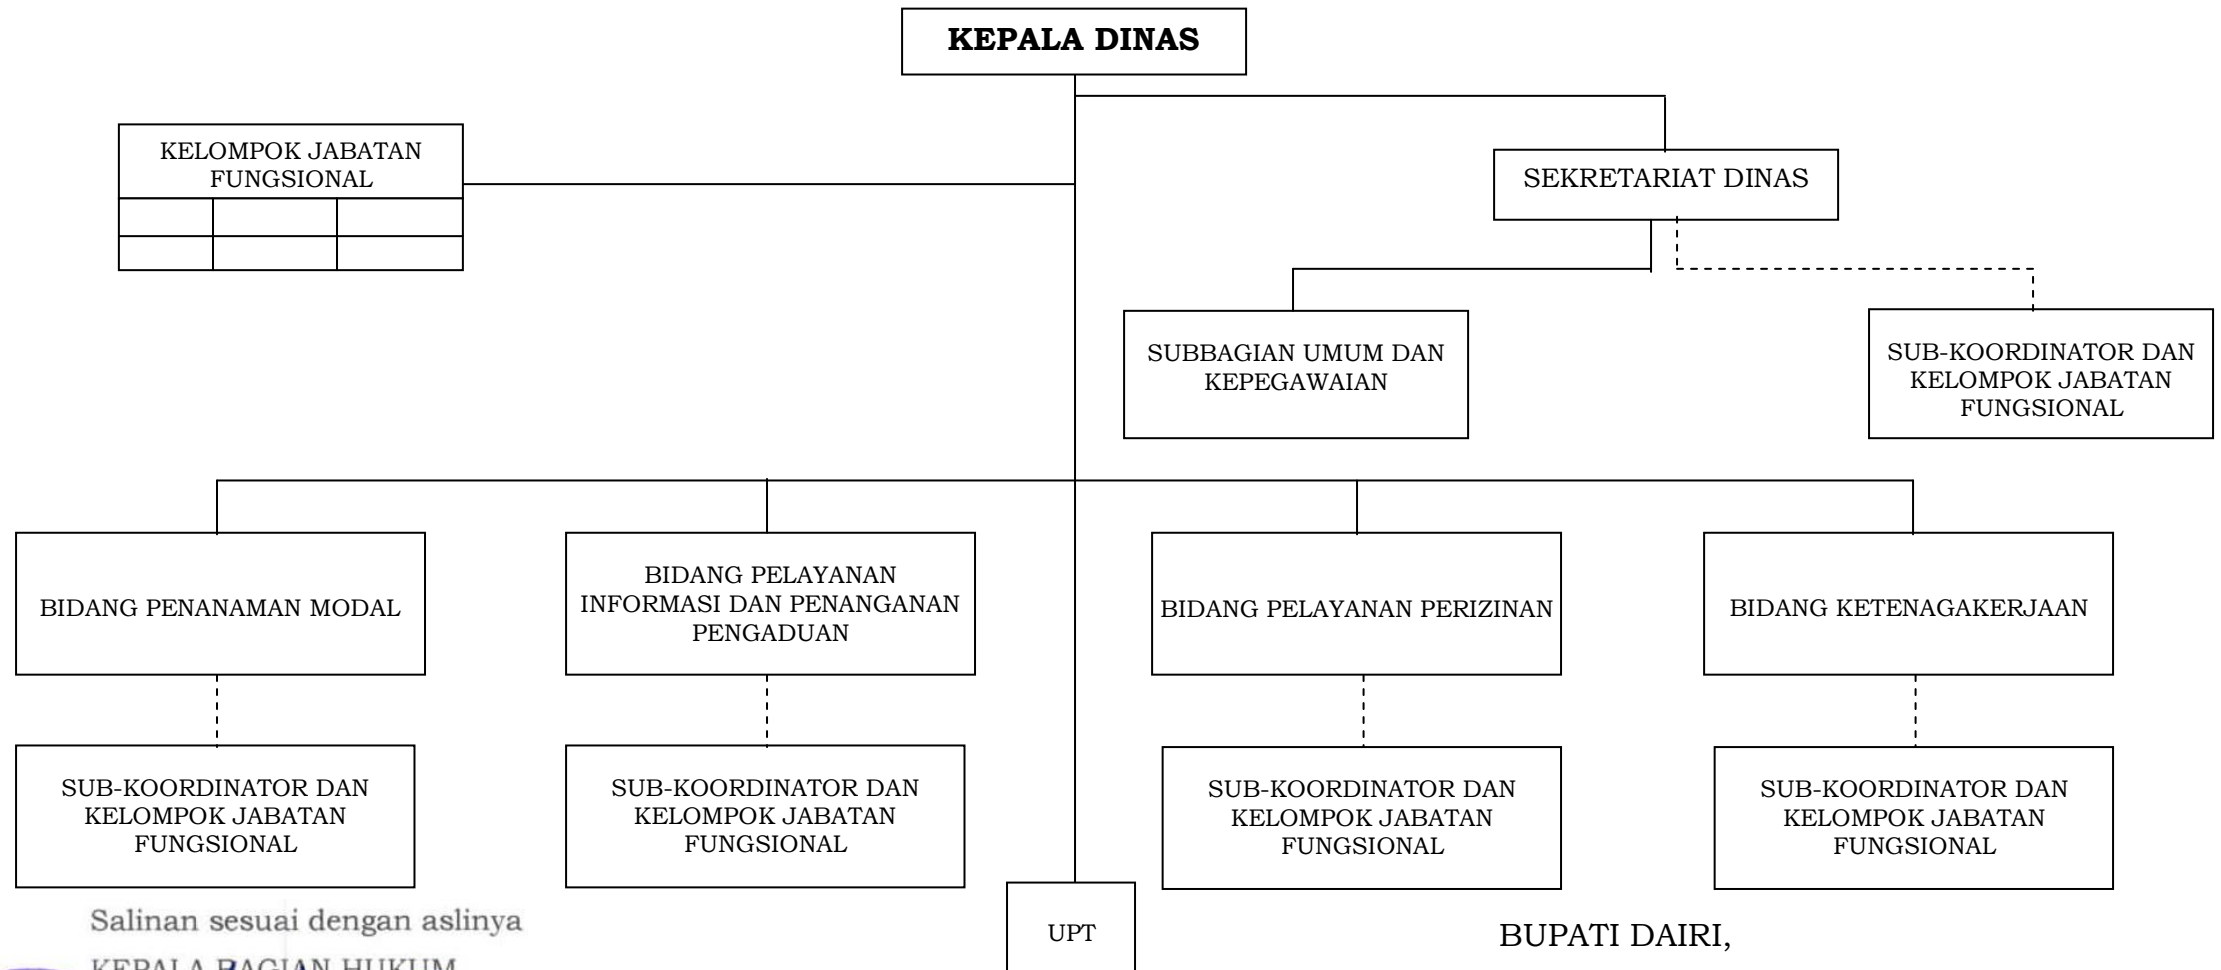 KEPALA DINAS
KELOMPOK JABATAN
FUNGSIONAL
SEKRETARIAT DINAS
SUBBAGIAN UMUM DAN
KEPEGAWAIAN
SUB-KOORDINATOR DAN
KELOMPOK JABATAN
FUNGSIONAL
BIDANG PENANAMAN MODAL
BIDANG PELAYANAN
INFORMASI DAN PENANGANAN
PENGADUAN
BIDANG PELAYANAN PERIZINAN
BIDANG KETENAGAKERJAAN
SUB-KOORDINATOR DAN
KELOMPOK JABATAN
FUNGSIONAL
SUB-KOORDINATOR DAN
KELOMPOK JABATAN
FUNGSIONAL
SUB-KOORDINATOR DAN
KELOMPOK JABATAN
FUNGSIONAL
SUB-KOORDINATOR DAN
KELOMPOK JABATAN
FUNGSIONAL
UPT
Salinan sesuai dengan aslinya
KEPALA BAGIAN HUKUM
BUPATI DAIRI,